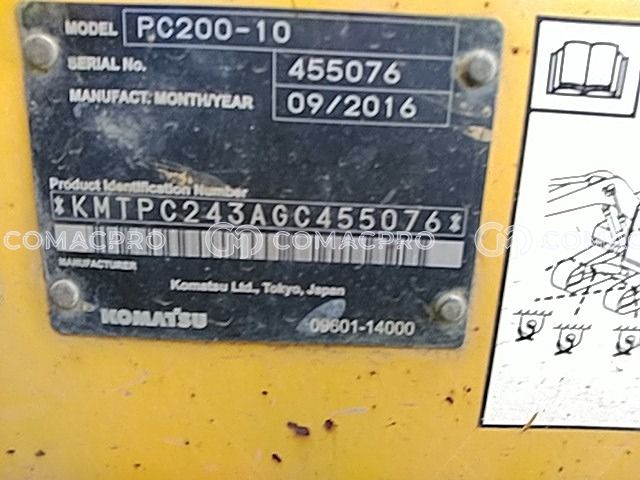 MODEL PC200-10
SERIAL No. 455076
MANUFACT. MONTH/YEAR 09/2016
Product Identification Number
*KMTPC243AGC455076*
COMACPRO COMACPRO COMACPRO
MANUFACTURER
Komatsu Ltd., Tokyo, Japan
KOMATSU 09601-14000